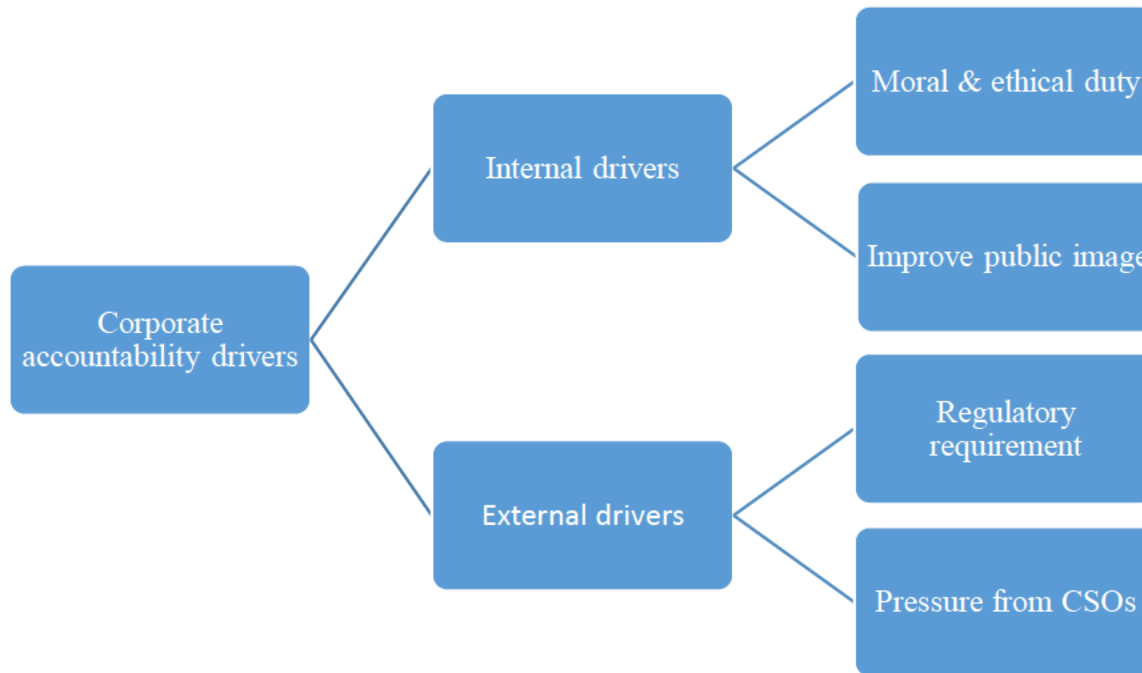 Corporate
accountability drivers
Internal drivers
Moral & ethical duty
Improve public image
External drivers
Regulatory
requirement
Pressure from CSOs